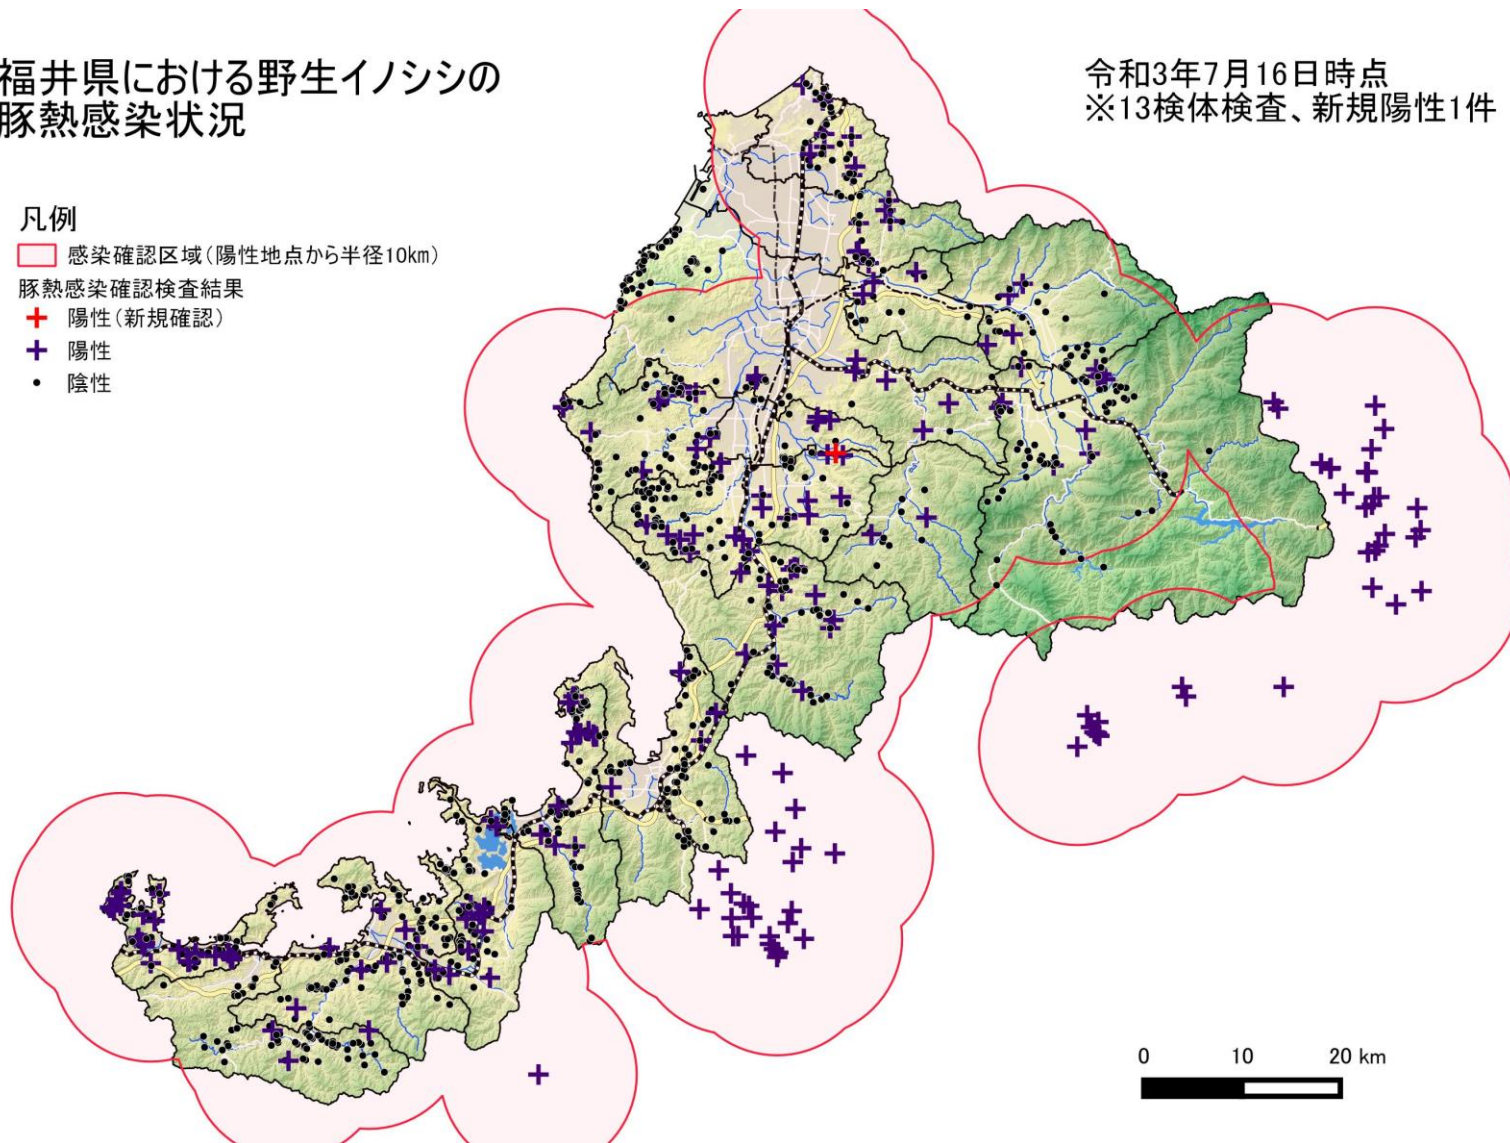 福井県における野生イノシシの
豚熱感染状況
令和3年7月16日時点
※13検体検査、新規陽性1件
凡例
感染確認区域(陽性地点から半径10km)
豚熱感染確認検査結果
陽性(新規確認)
陽性
陰性
0 10 20 km